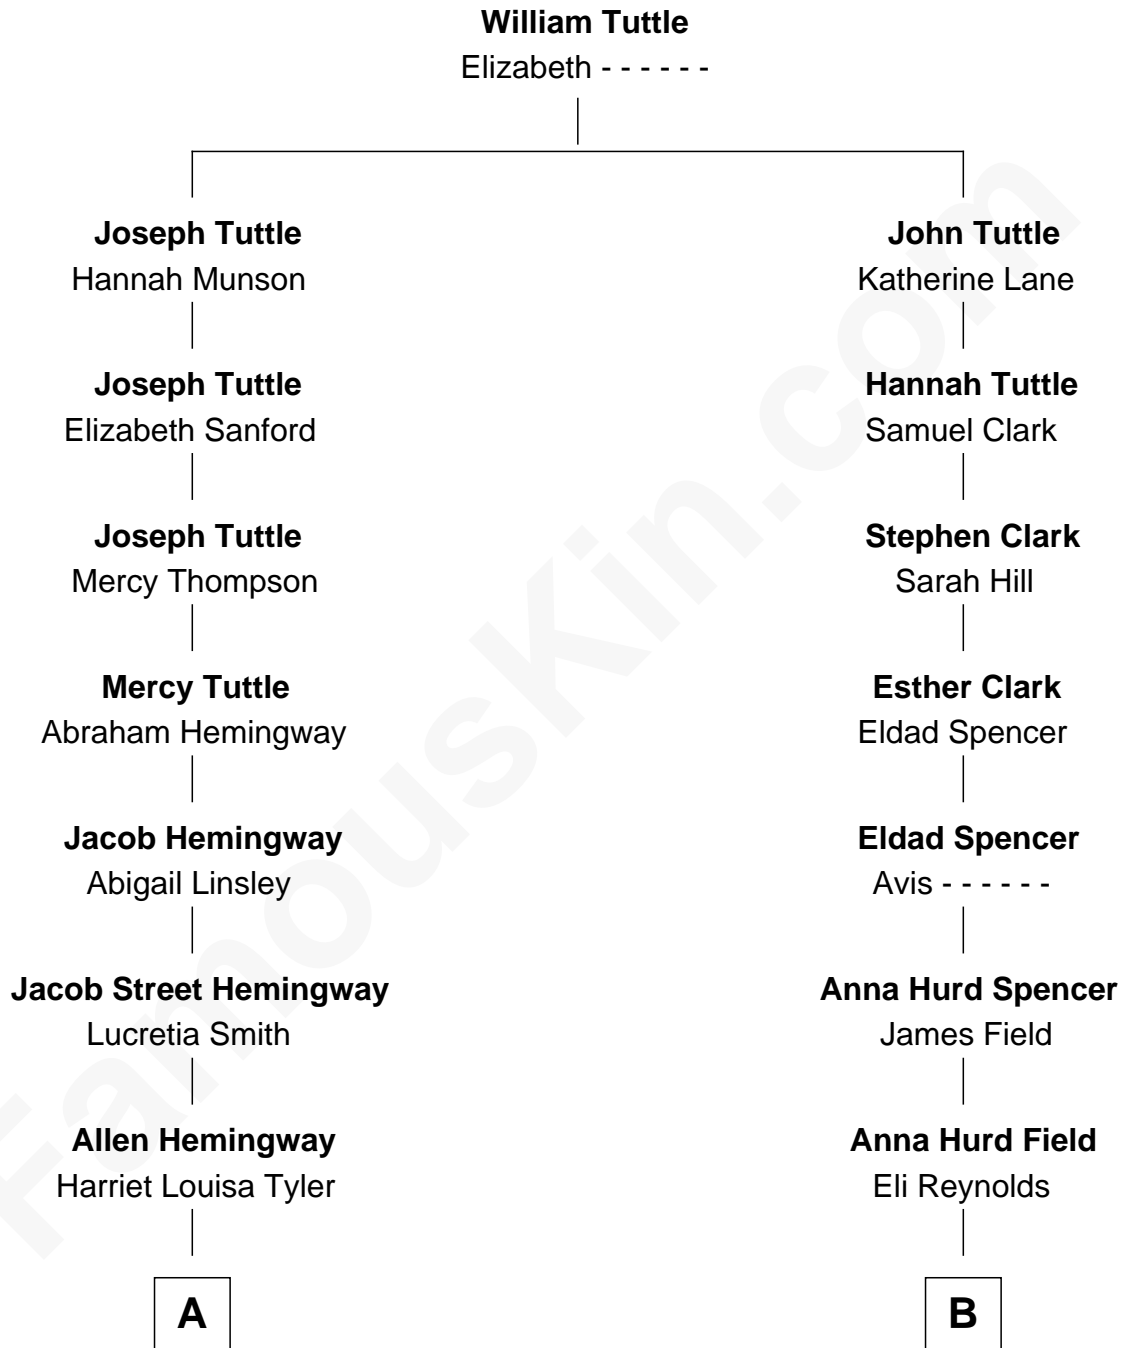 William Tuttle
Elizabeth - - - - - -
Joseph Tuttle
Hannah Munson
John Tuttle
Katherine Lane
Joseph Tuttle
Elizabeth Sanford
Hannah Tuttle
Samuel Clark
Joseph Tuttle
Mercy Thompson
Stephen Clark
Sarah Hill
Mercy Tuttle
Abraham Hemingway
Esther Clark
Eldad Spencer
Jacob Hemingway
Abigail Linsley
Eldad Spencer
Avis - - - - - -
Jacob Street Hemingway
Lucretia Smith
Anna Hurd Spencer
James Field
Allen Hemingway
Harriet Louisa Tyler
Anna Hurd Field
Eli Reynolds
A
B
FamousKin.com